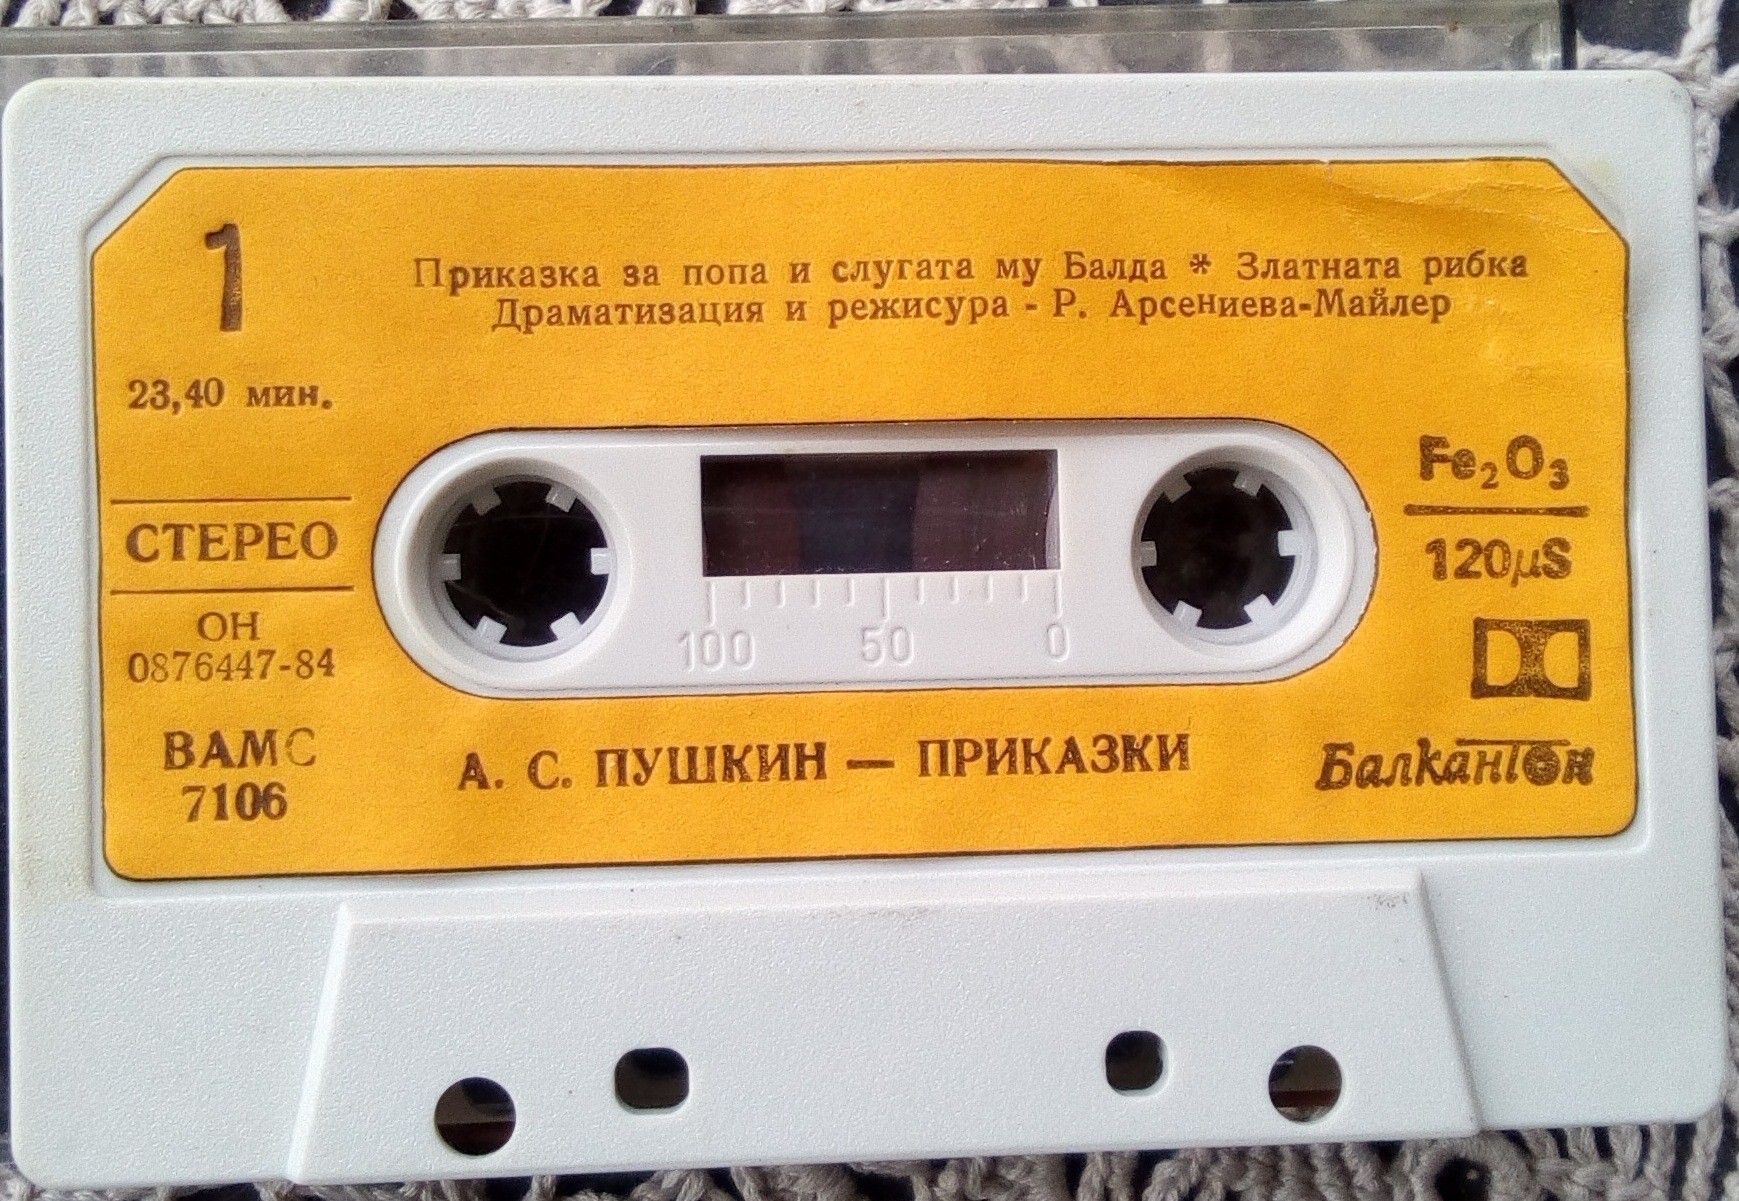 1
Приказка за попа и слугата му Балда * Златната рибка
Драматизация и режисура - Р. Арсениева-Майлер
23,40 мин.
СТЕРЕО
ОН
0876447-84
ВАМС
7106
Fe₂O₃
120μS
100 50 0
А. С. ПУШКИН — ПРИКАЗКИ
Балкантон